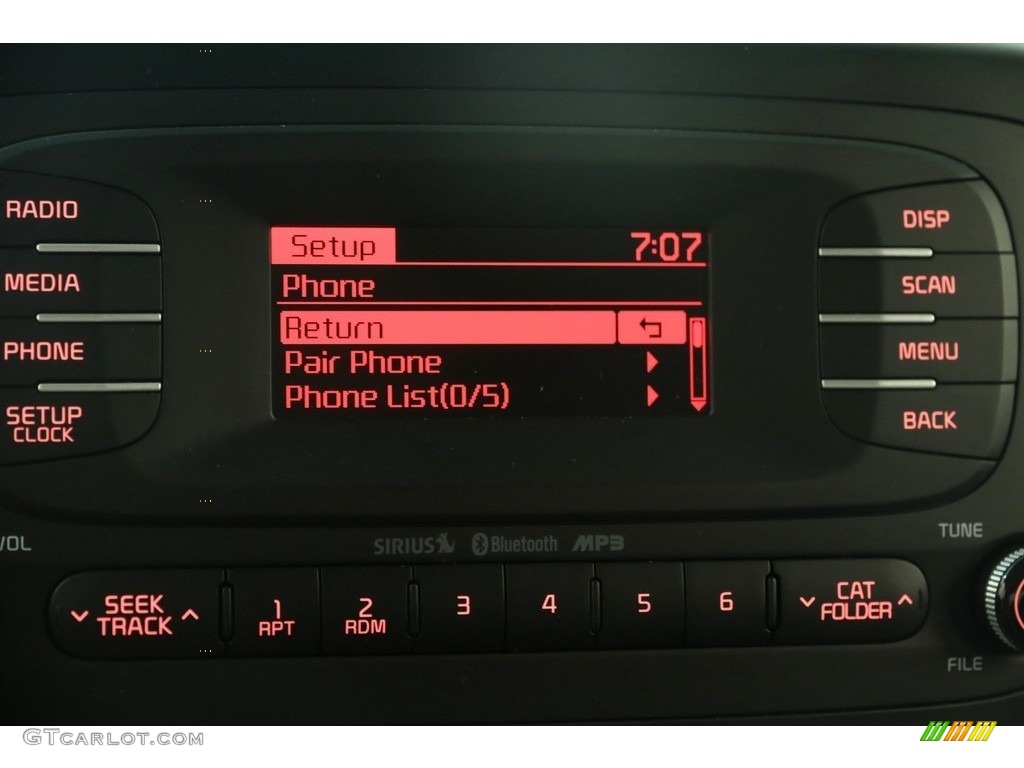 RADIO
MEDIA
PHONE
SETUP
CLOCK
Setup 7:07
Phone
Return
Pair Phone
Phone List(0/5)
DISP
SCAN
MENU
BACK
VOL
SIRIUS Bluetooth MP3
TUNE
SEEK
TRACK
1
RPT
2
RDM
3
4
5
6
CAT
FOLDER
FILE
GTCARLOT.COM